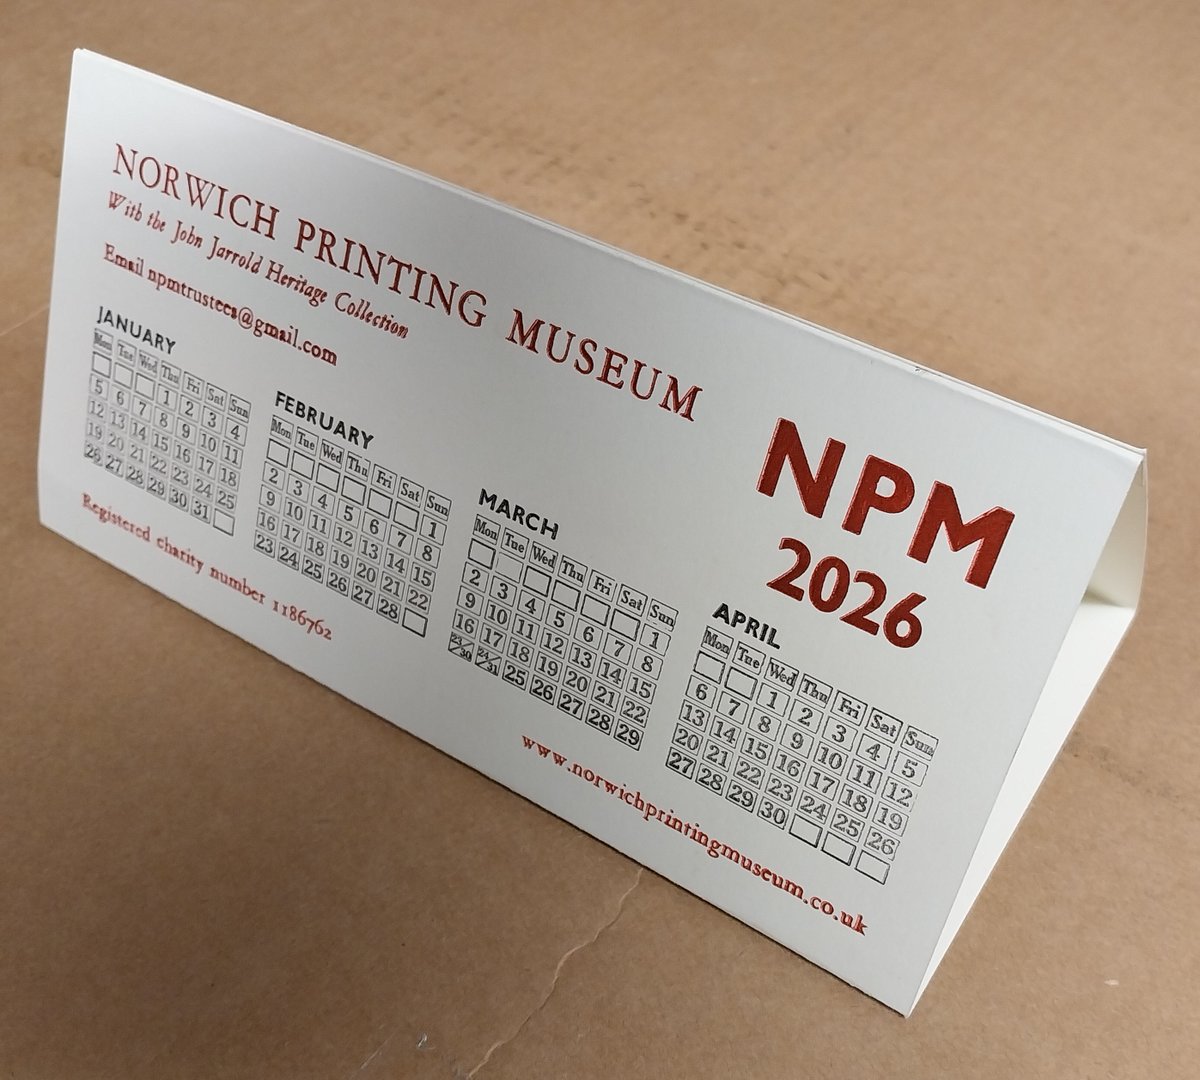 NORWICH PRINTING MUSEUM
With the John Jarrold Heritage Collection
Email npmtrustees@gmail.com
NPM
2026
JANUARY
Mon Tue Wed Thu Fri Sat Sun
1 2 3 4
5 6 7 8 9 10 11
12 13 14 15 16 17 18
19 20 21 22 23 24 25
26 27 28 29 30 31
FEBRUARY
Mon Tue Wed Thu Fri Sat Sun
1
2 3 4 5 6 7 8
9 10 11 12 13 14 15
16 17 18 19 20 21 22
23 24 25 26 27 28
MARCH
Mon Tue Wed Thu Fri Sat Sun
1
2 3 4 5 6 7 8
9 10 11 12 13 14 15
16 17 18 19 20 21 22
23/30 24/31 25 26 27 28 29
APRIL
Mon Tue Wed Thu Fri Sat Sun
1 2 3 4 5
6 7 8 9 10 11 12
13 14 15 16 17 18 19
20 21 22 23 24 25 26
27 28 29 30
Registered charity number 1186762
www.norwichprintingmuseum.co.uk